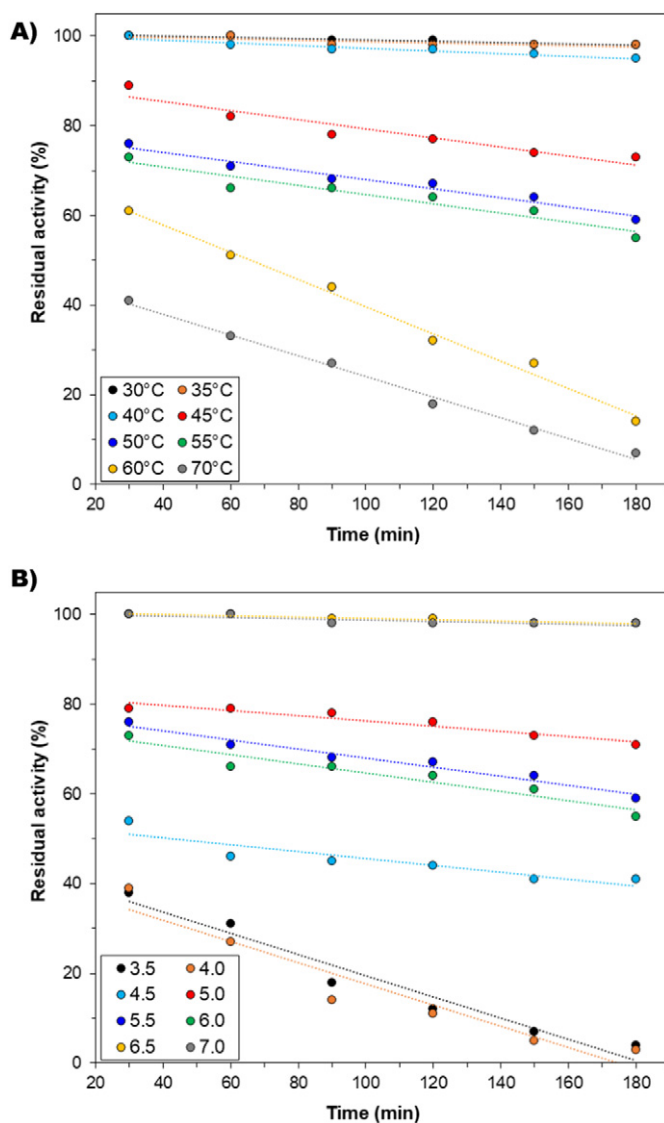 A)
100
80
60
40
20
0
Residual activity (%)
30°C 35°C
40°C 45°C
50°C 55°C
60°C 70°C
20 40 60 80 100 120 140 160 180
Time (min)
B)
100
80
60
40
20
0
Residual activity (%)
3.5 4.0
4.5 5.0
5.5 6.0
6.5 7.0
20 40 60 80 100 120 140 160 180
Time (min)